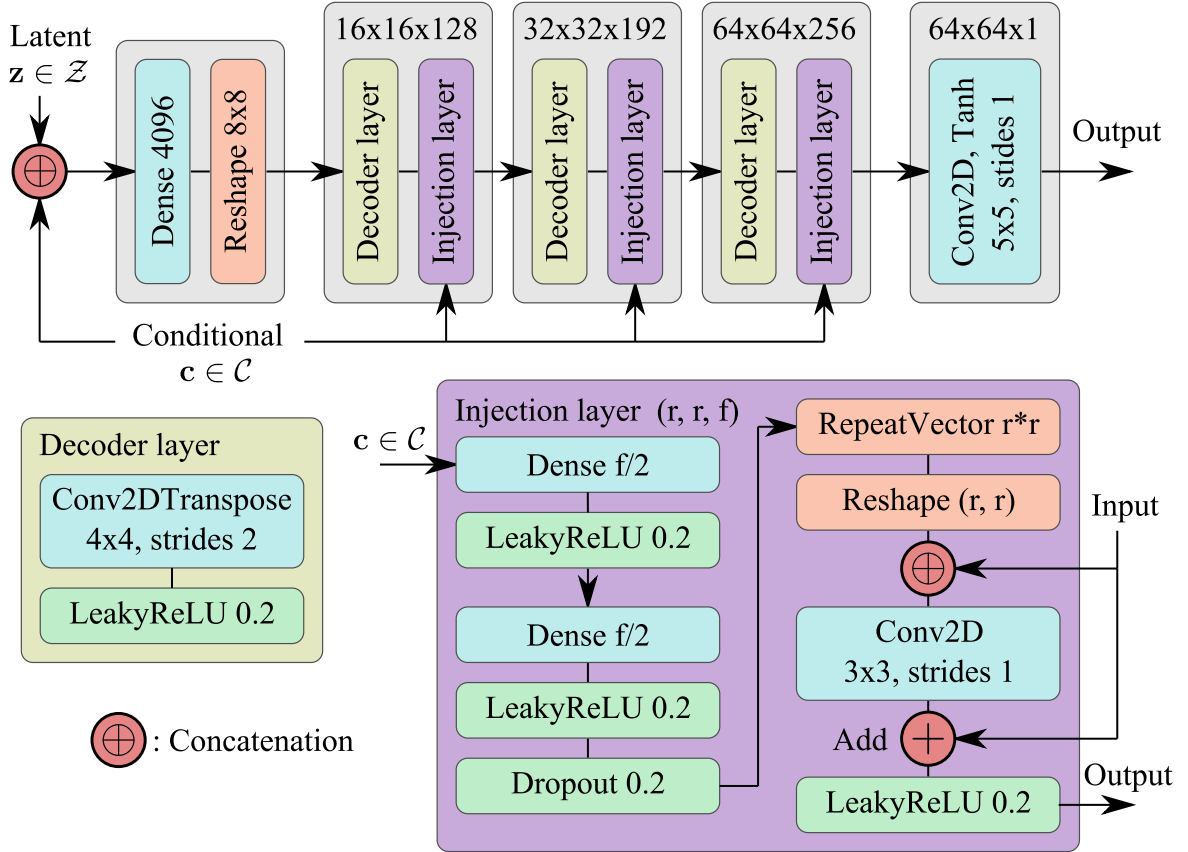 Latent
z ∈ 𝒵
Dense 4096
Reshape 8x8
16x16x128
Decoder layer
Injection layer
32x32x192
Decoder layer
Injection layer
64x64x256
Decoder layer
Injection layer
64x64x1
Conv2D, Tanh
5x5, stides 1
Output
Conditional
c ∈ 𝒞
Decoder layer
Conv2DTranspose
4x4, strides 2
LeakyReLU 0.2
: Concatenation
Injection layer (r, r, f)
c ∈ 𝒞
Dense f/2
LeakyReLU 0.2
Dense f/2
LeakyReLU 0.2
Dropout 0.2
RepeatVector r*r
Reshape (r, r)
Input
Conv2D
3x3, strides 1
Add
LeakyReLU 0.2
Output